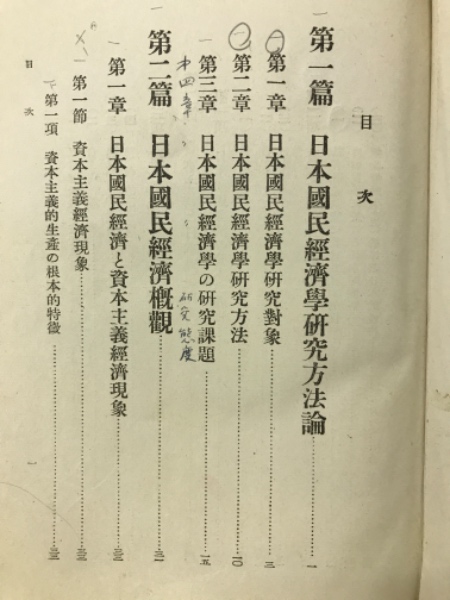 目次
第一篇 日本國民經濟學研究方法論……一
第一章 日本國民經濟學研究對象……三
第二章 日本國民經濟學研究方法……一〇
第三章 日本國民經濟學の研究課題……一五
第四章 研究態度
第二篇 日本國民經濟概觀……三一
第一章 日本國民經濟と資本主義經濟現象……三三
第一節 資本主義經濟現象……三三
第一項 資本主義的生產の根本的特徵……三三
目次
一